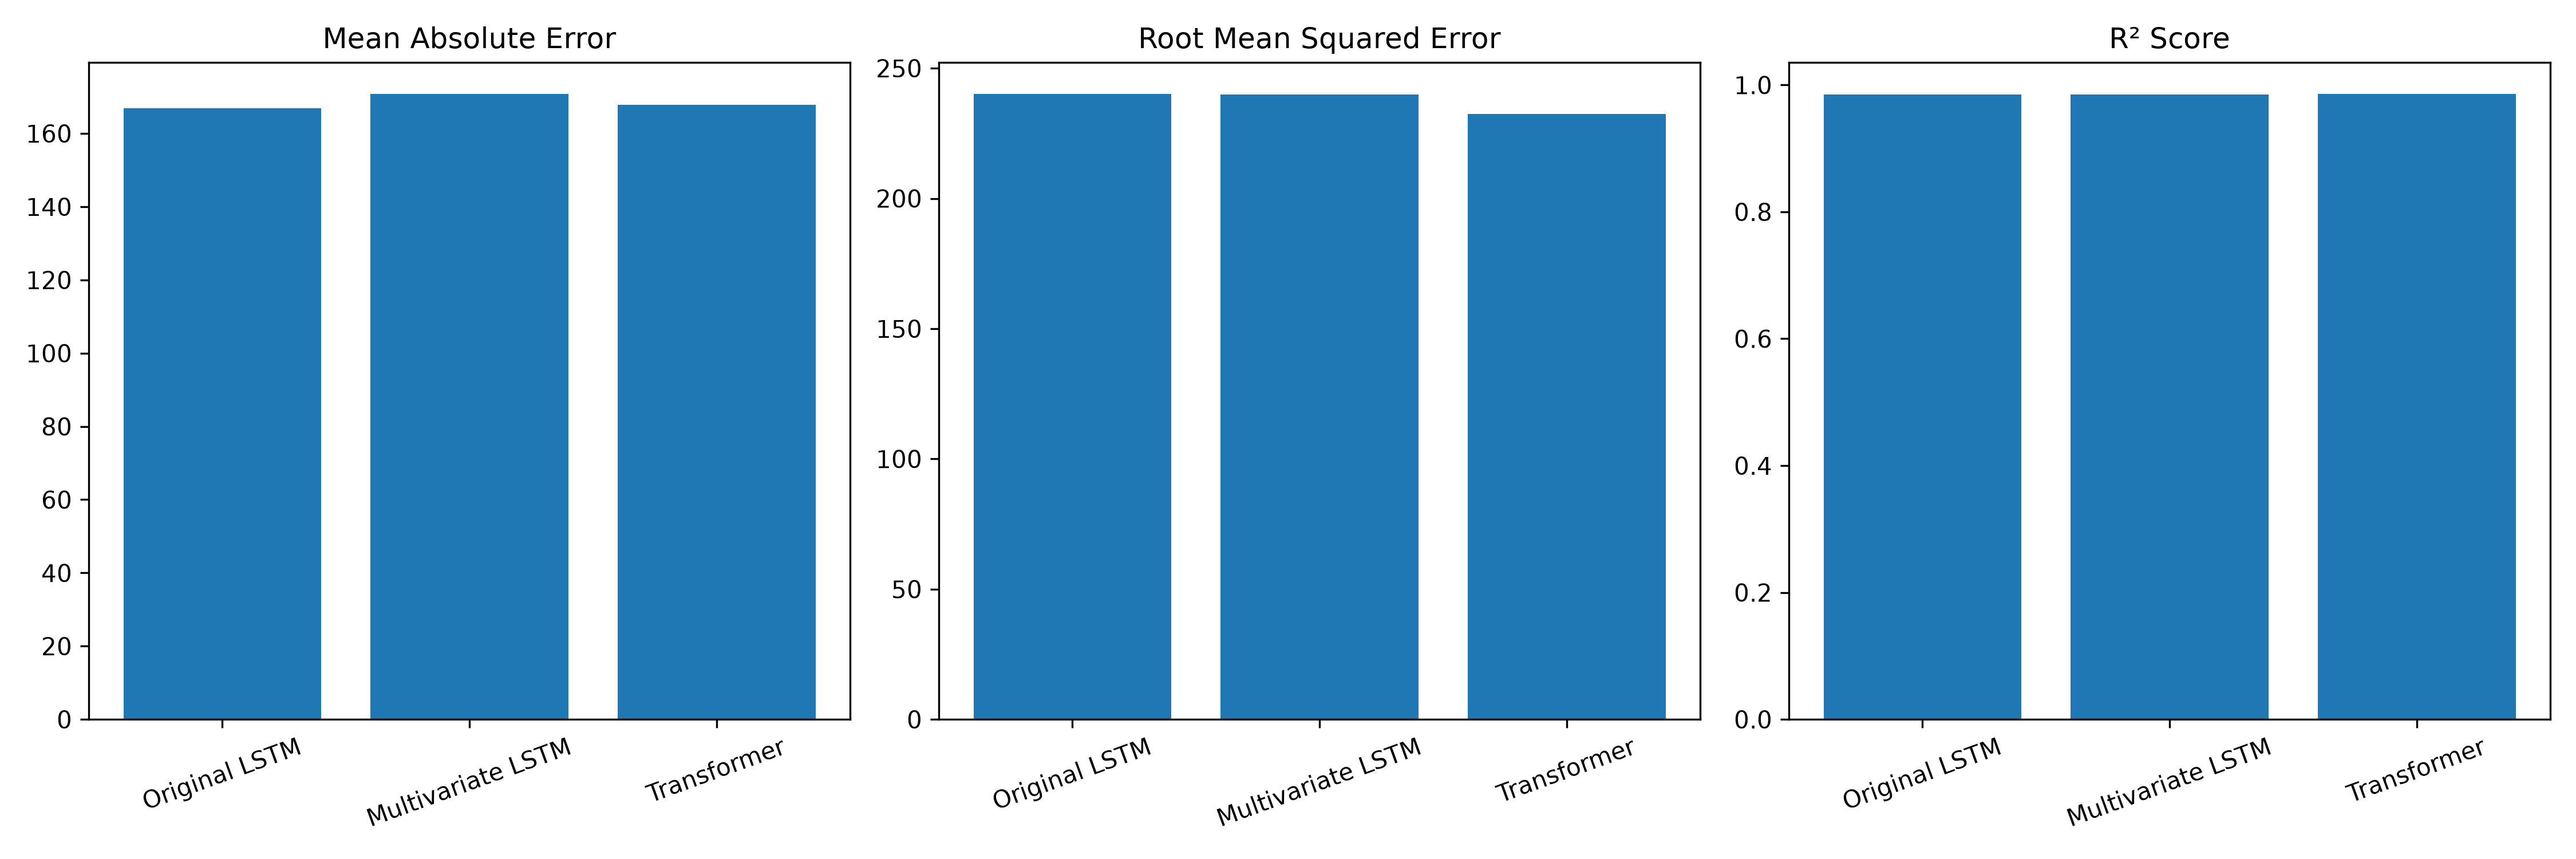 Mean Absolute Error
160
140
120
100
80
60
40
20
0
Original LSTM
Multivariate LSTM
Transformer
Root Mean Squared Error
250
200
150
100
50
0
Original LSTM
Multivariate LSTM
Transformer
R² Score
1.0
0.8
0.6
0.4
0.2
0.0
Original LSTM
Multivariate LSTM
Transformer